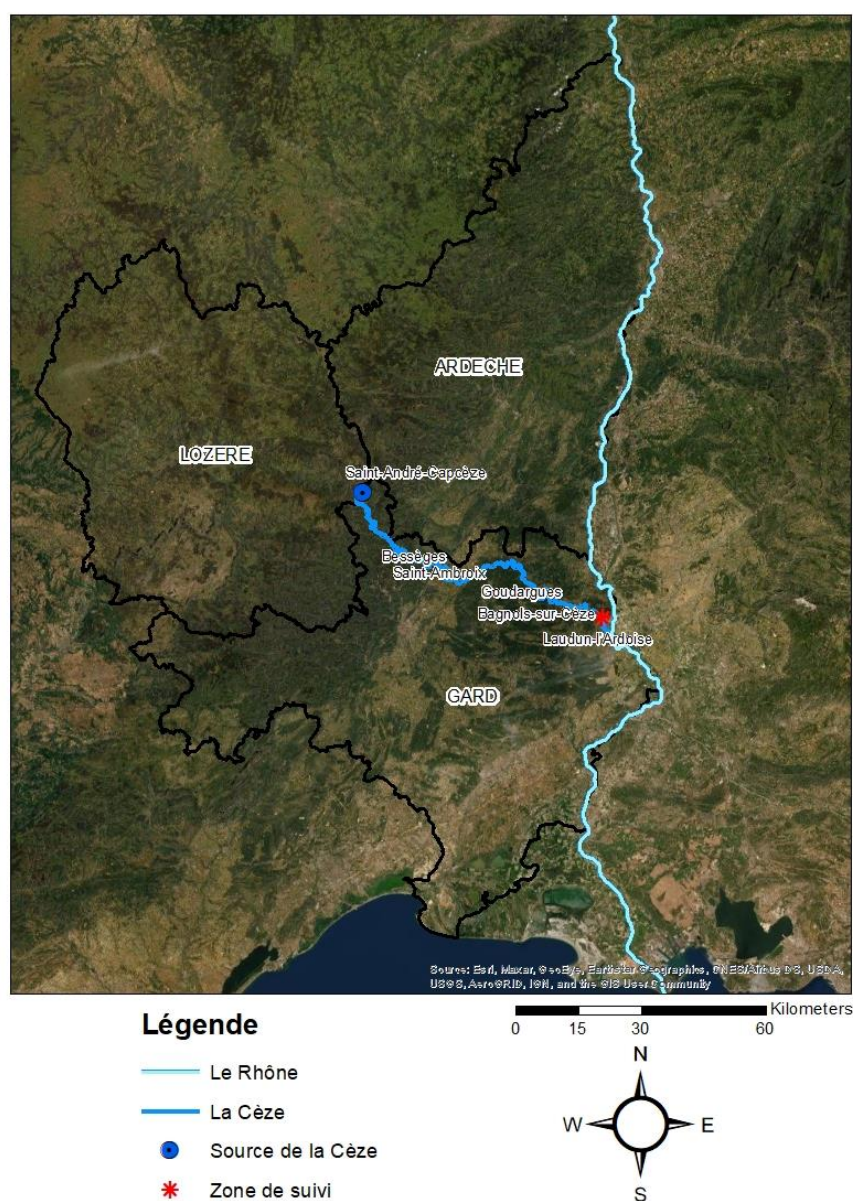 ARDECHE
LOZERE
Saint-André-Capcèze
Bessèges
Saint-Ambroix
Goudargues
Bagnols-sur-Cèze
Laudun-l'Ardoise
GARD
Source: Esri, Maxar, GeoEye, Earthstar Geographics, CNES/Airbus DS, USDA,
USGS, AeroGRID, IGN, and the GIS User Community
Légende
Kilometers
0 15 30 60
Le Rhône
La Cèze
Source de la Cèze
Zone de suivi
N
W E
S